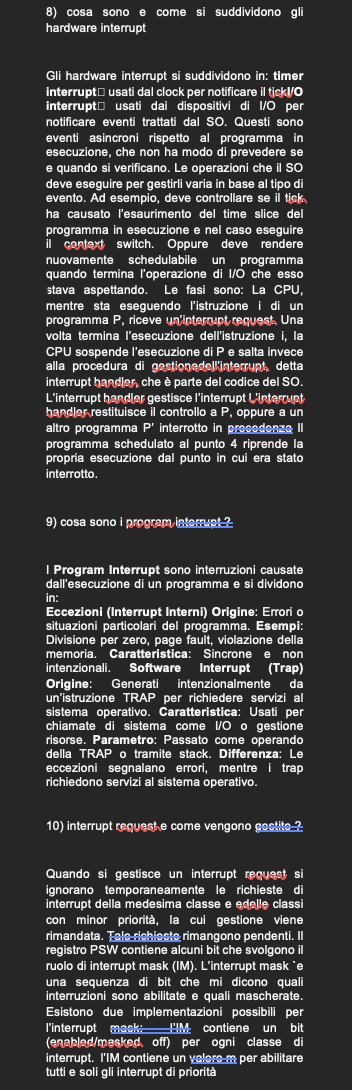 8) cosa sono e come si suddividono gli
hardware interrupt
Gli hardware interrupt si suddividono in: timer
interrupt□ usati dal clock per notificare il tickI/O
interrupt□ usati dai dispositivi di I/O per
notificare eventi trattati dal SO. Questi sono
eventi asincroni rispetto al programma in
esecuzione, che non ha modo di prevedere se
e quando si verificano. Le operazioni che il SO
deve eseguire per gestirli varia in base al tipo di
evento. Ad esempio, deve controllare se il tick
ha causato l'esaurimento del time slice del
programma in esecuzione e nel caso eseguire
il context switch. Oppure deve rendere
nuovamente schedulabile un programma
quando termina l'operazione di I/O che esso
stava aspettando. Le fasi sono: La CPU,
mentre sta eseguendo l'istruzione i di un
programma P, riceve un'interrupt request. Una
volta termina l'esecuzione dell'istruzione i, la
CPU sospende l'esecuzione di P e salta invece
alla procedura di gestionedell'interrupt, detta
interrupt handler, che è parte del codice del SO.
L'interrupt handler gestisce l'interrupt L'interrupt
handler restituisce il controllo a P, oppure a un
altro programma P' interrotto in precedenza Il
programma schedulato al punto 4 riprende la
propria esecuzione dal punto in cui era stato
interrotto.
9) cosa sono i program interrupt ?
I Program Interrupt sono interruzioni causate
dall'esecuzione di un programma e si dividono
in:
Eccezioni (Interrupt Interni) Origine: Errori o
situazioni particolari del programma. Esempi:
Divisione per zero, page fault, violazione della
memoria. Caratteristica: Sincrone e non
intenzionali. Software Interrupt (Trap)
Origine: Generati intenzionalmente da
un'istruzione TRAP per richiedere servizi al
sistema operativo. Caratteristica: Usati per
chiamate di sistema come I/O o gestione
risorse. Parametro: Passato come operando
della TRAP o tramite stack. Differenza: Le
eccezioni segnalano errori, mentre i trap
richiedono servizi al sistema operativo.
10) interrupt request e come vengono gestite ?
Quando si gestisce un interrupt request si
ignorano temporaneamente le richieste di
interrupt della medesima classe e edelle classi
con minor priorità, la cui gestione viene
rimandata. Tale richieste rimangono pendenti. Il
registro PSW contiene alcuni bit che svolgono il
ruolo di interrupt mask (IM). L'interrupt mask `e
una sequenza di bit che mi dicono quali
interruzioni sono abilitate e quali mascherate.
Esistono due implementazioni possibili per
l'interrupt mask: l'IM contiene un bit
(enabled/masked off) per ogni classe di
interrupt. l'IM contiene un valore m per abilitare
tutti e soli gli interrupt di priorità